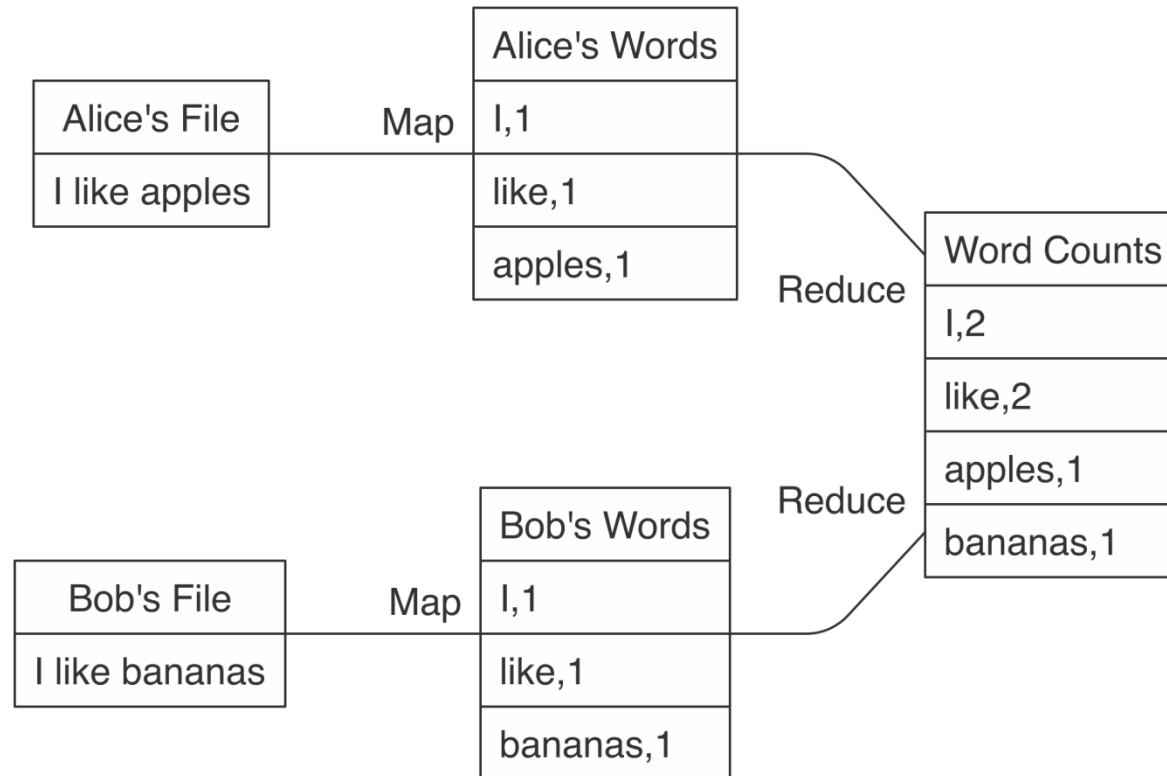 Alice's File
I like apples
Map
Alice's Words
I,1
like,1
apples,1
Reduce
Bob's File
I like bananas
Map
Bob's Words
I,1
like,1
bananas,1
Reduce
Word Counts
I,2
like,2
apples,1
bananas,1